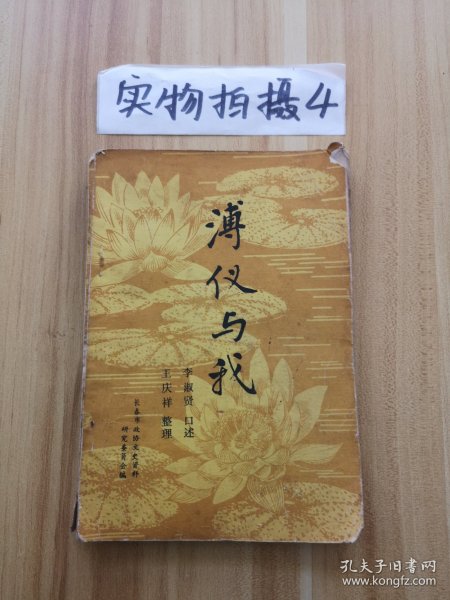 实物拍摄4
溥仪与我
李淑贤 口述
王庆祥 整理
长春市政协文史资料
研究委员会编
孔夫子旧书网
www.kongfz.com